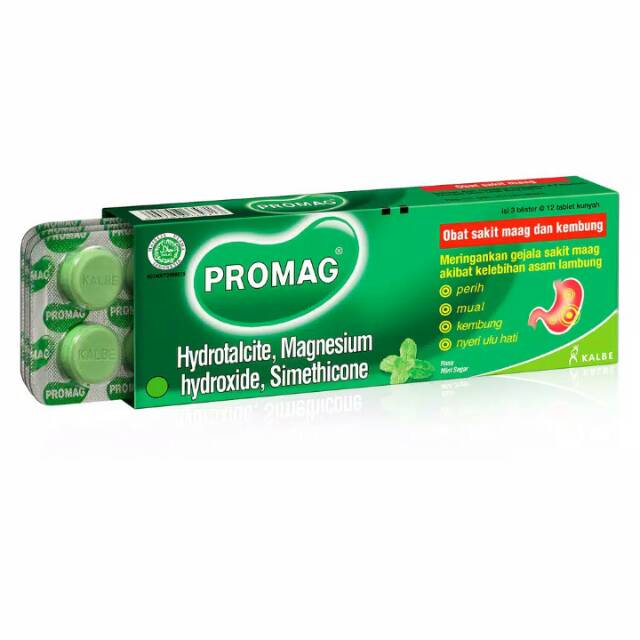 Obat sakit maag
PROMAG
isi 3 blister @ 12 tablet kunyah
PROMAG®
Hydrotalcite, Magnesium
hydroxide, Simethicone
Obat sakit maag dan kembung
Meringankan gejala sakit maag
akibat kelebihan asam lambung
perih
mual
kembung
nyeri ulu hati
Rasa
Mint Segar
KALBE
KALBE
PROMAG
KALBE
PROMAG